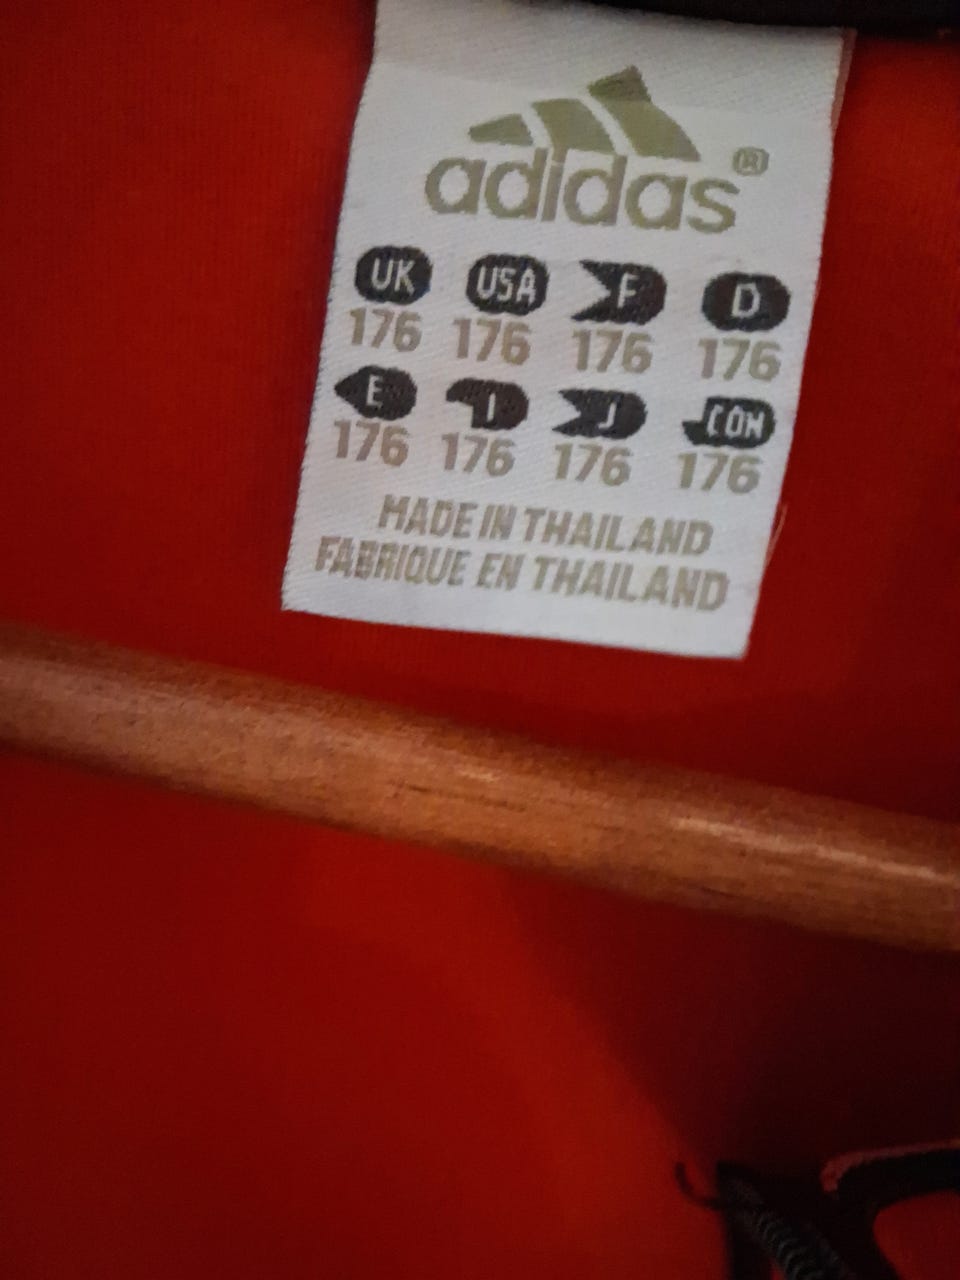 adidas®
UK USA F D
176 176 176 176
E I J CON
176 176 176 176
MADE IN THAILAND
FABRIQUE EN THAILAND